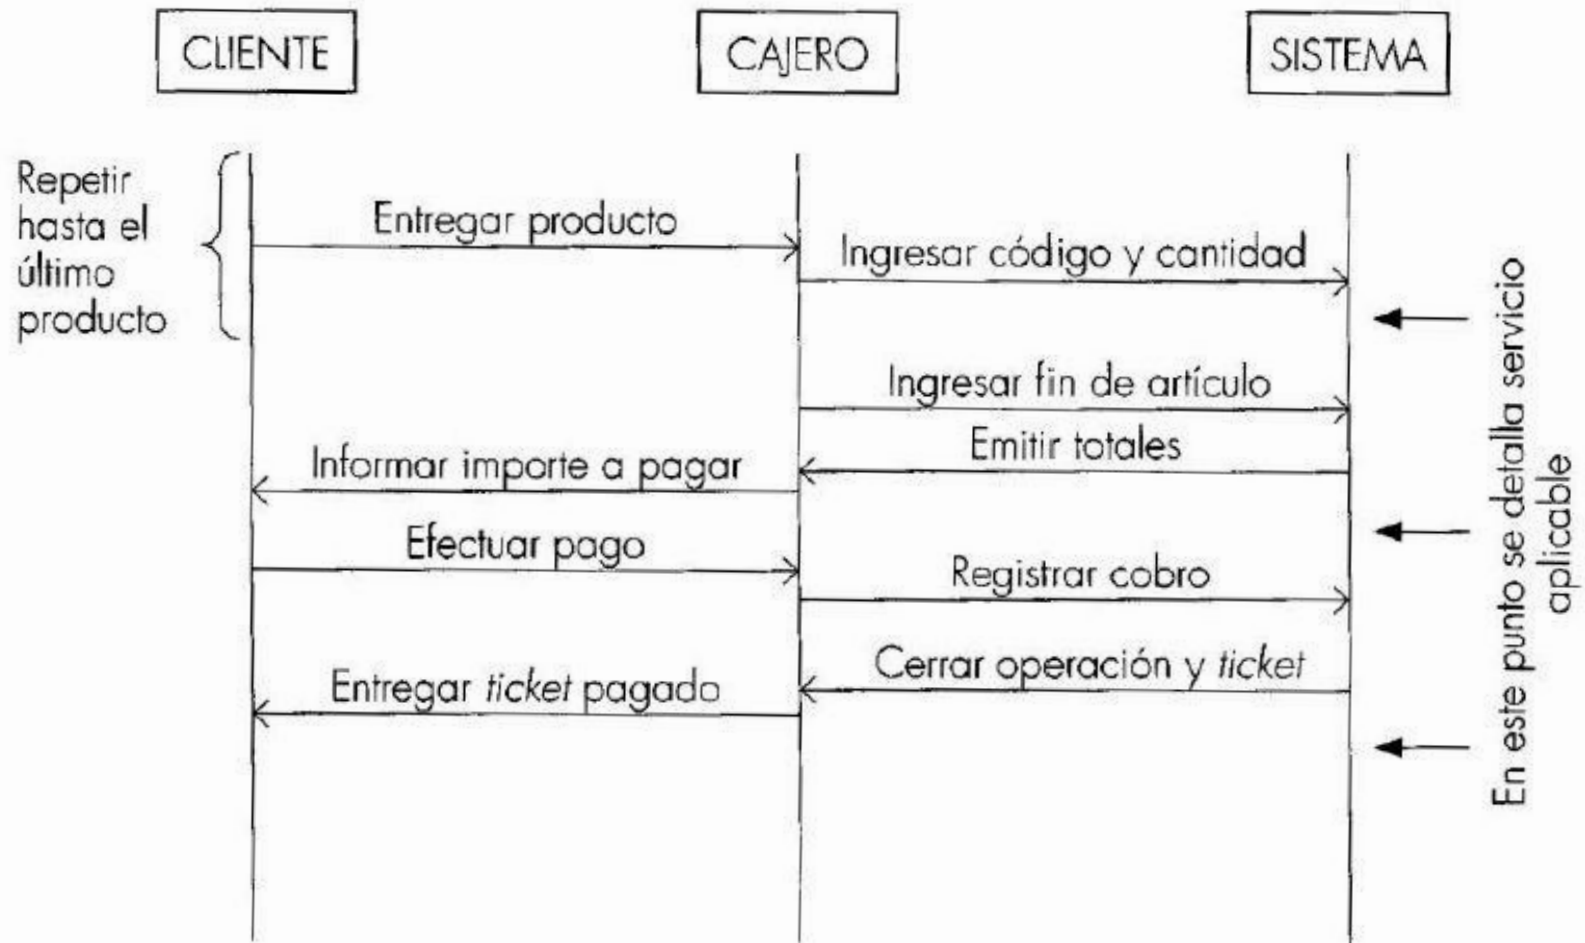 CLIENTE
CAJERO
SISTEMA
Repetir
hasta el
último
producto
Entregar producto
Ingresar código y cantidad
Ingresar fin de artículo
Emitir totales
Informar importe a pagar
Efectuar pago
Registrar cobro
Cerrar operación y ticket
Entregar ticket pagado
En este punto se detalla servicio
aplicable